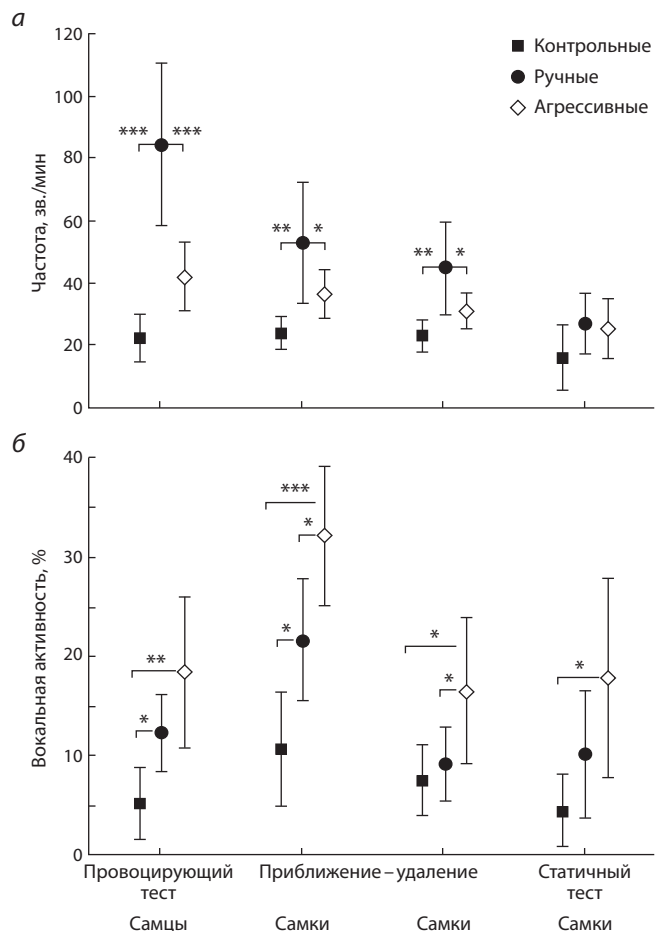 а
120
100
80
60
40
20
0
Частота, зв./мин
Контрольные
Ручные
Агрессивные
*** ***
** *
** *
б
40
30
20
10
0
Вокальная активность, %
***
*
*
**
*
*
*
*
Провоцирующий тест
Приближение – удаление
Статичный тест
Самцы Самки Самки Самки